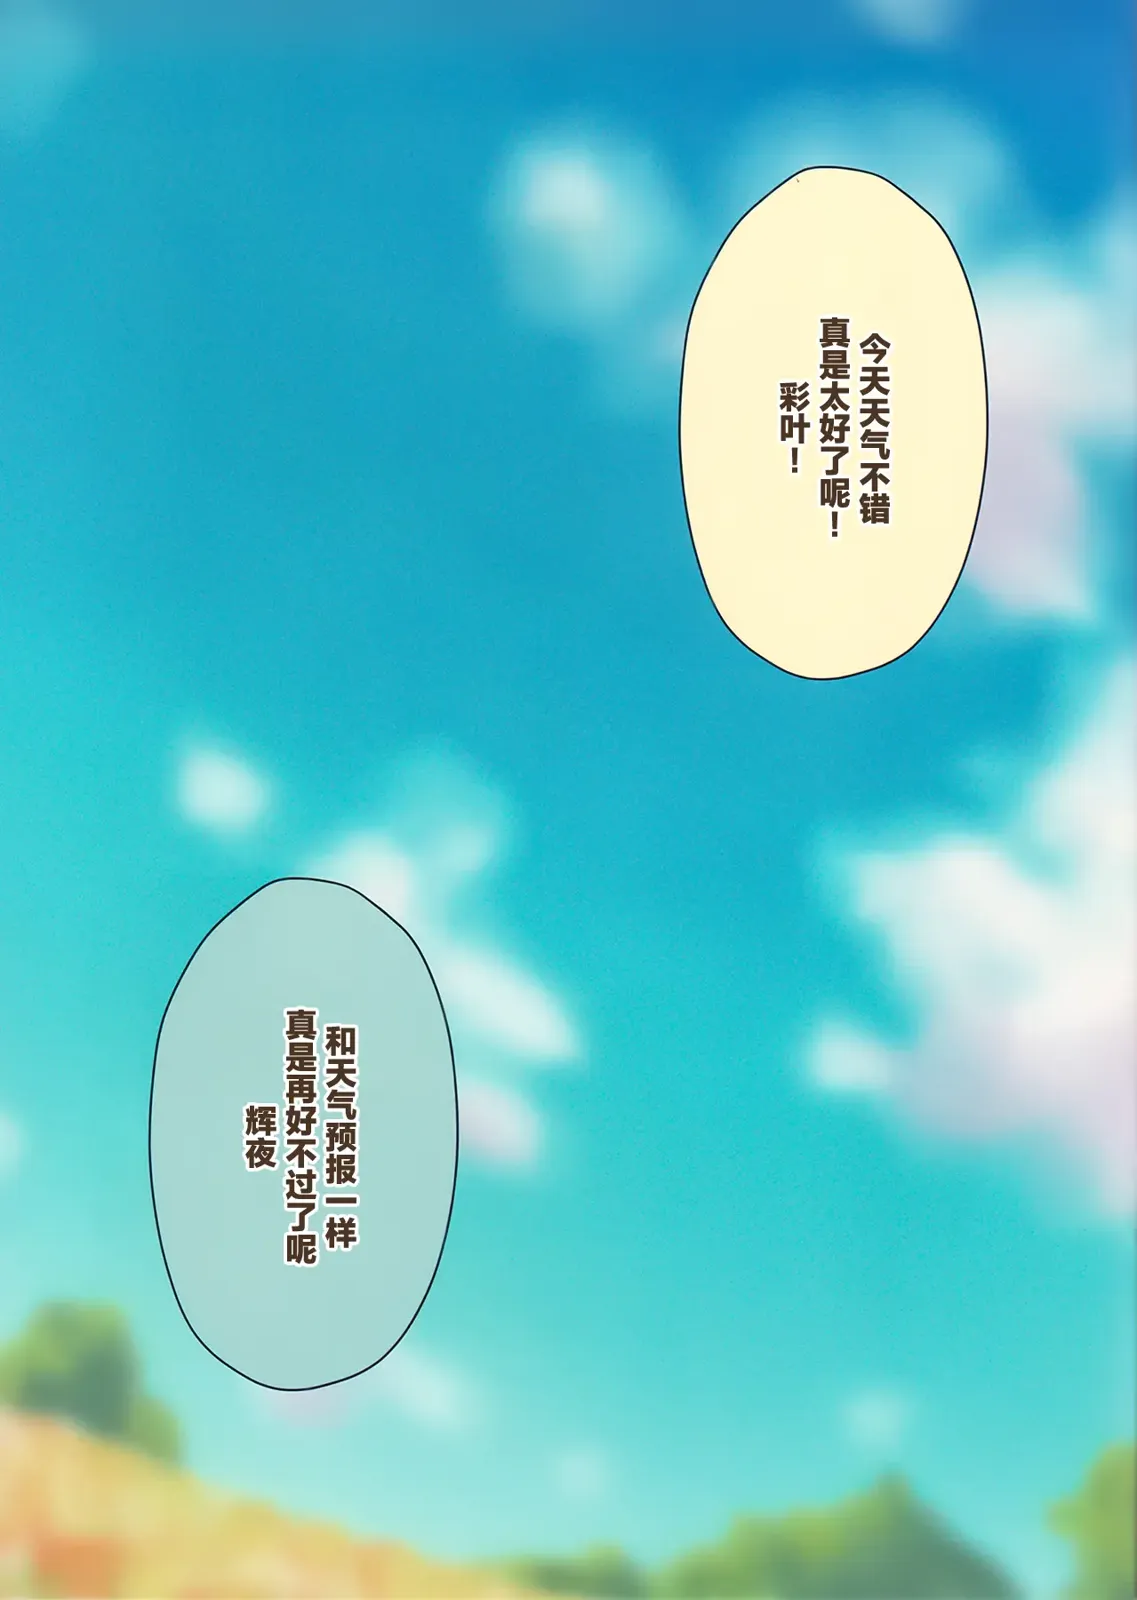 今天天气不错
真是太好了呢！
彩叶！
和天气预报一样
真是再好不过了呢
辉夜